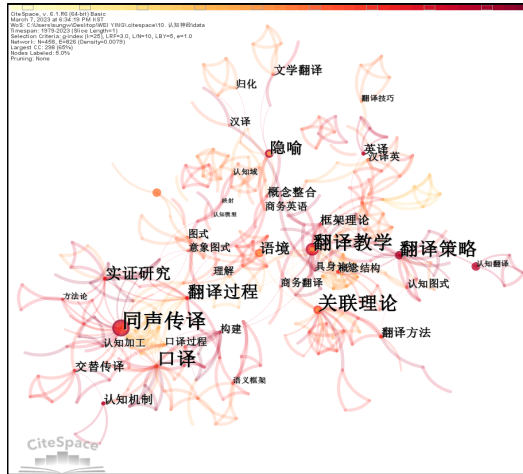 CiteSpace, v. 6.1.R6 (64-bit) Basic
March 7, 2023 at 6:34:19 PM KST
WoS: C:\Users\sungw\Desktop\WEI YING\citespace\10. 认知神经\data
Timespan: 1979-2023 (Slice Length=1)
Selection Criteria: g-index (k=25), LRF=3.0, L/N=10, LBY=5, e=1.0
Network: N=458, E=826 (Density=0.0079)
Largest CC: 298 (65%)
Nodes Labeled: 5.0%
Pruning: None
文学翻译
归化
翻译技巧
汉译
隐喻
英译
汉译英
认知域
概念整合
映射
商务英语
认知模型
框架理论
图式
意象图式
语境
翻译教学
翻译策略
理解
概念结构
认知翻译
实证研究
商务翻译
认知图式
方法论
翻译过程
关联理论
同声传译
构建
翻译方法
认知加工
口译过程
交替传译
口译
语义框架
认知机制
CiteSpace